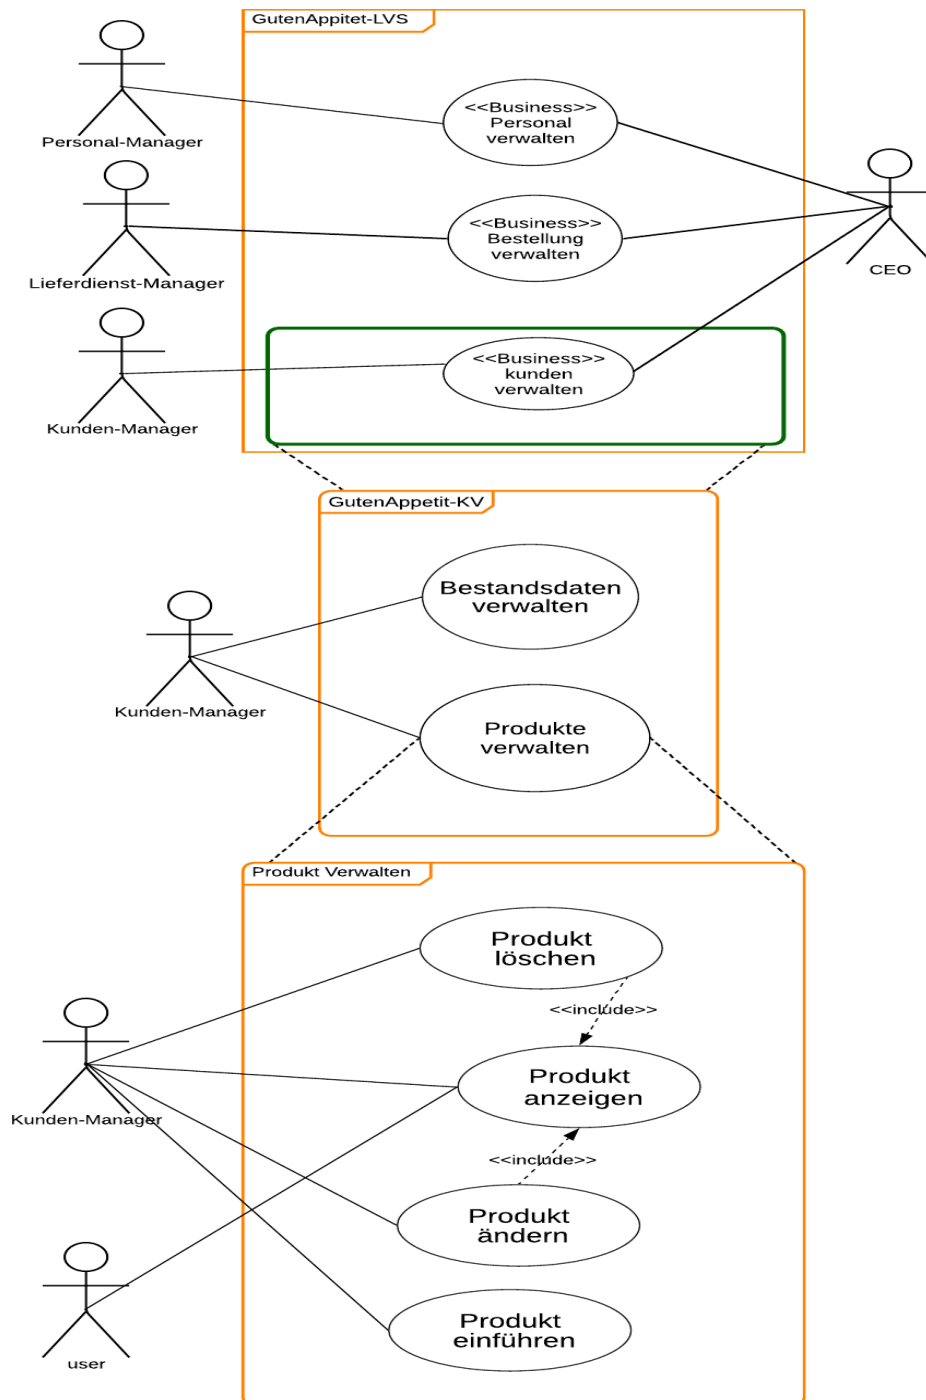 GutenAppitet-LVS
<<Business>>
Personal
verwalten
Personal-Manager
<<Business>>
Bestellung
verwalten
CEO
Lieferdienst-Manager
<<Business>>
kunden
verwalten
Kunden-Manager
GutenAppetit-KV
Bestandsdaten
verwalten
Kunden-Manager
Produkte
verwalten
Produkt Verwalten
Produkt
löschen
<<include>>
Produkt
anzeigen
Kunden-Manager
<<include>>
Produkt
ändern
Produkt
einführen
user